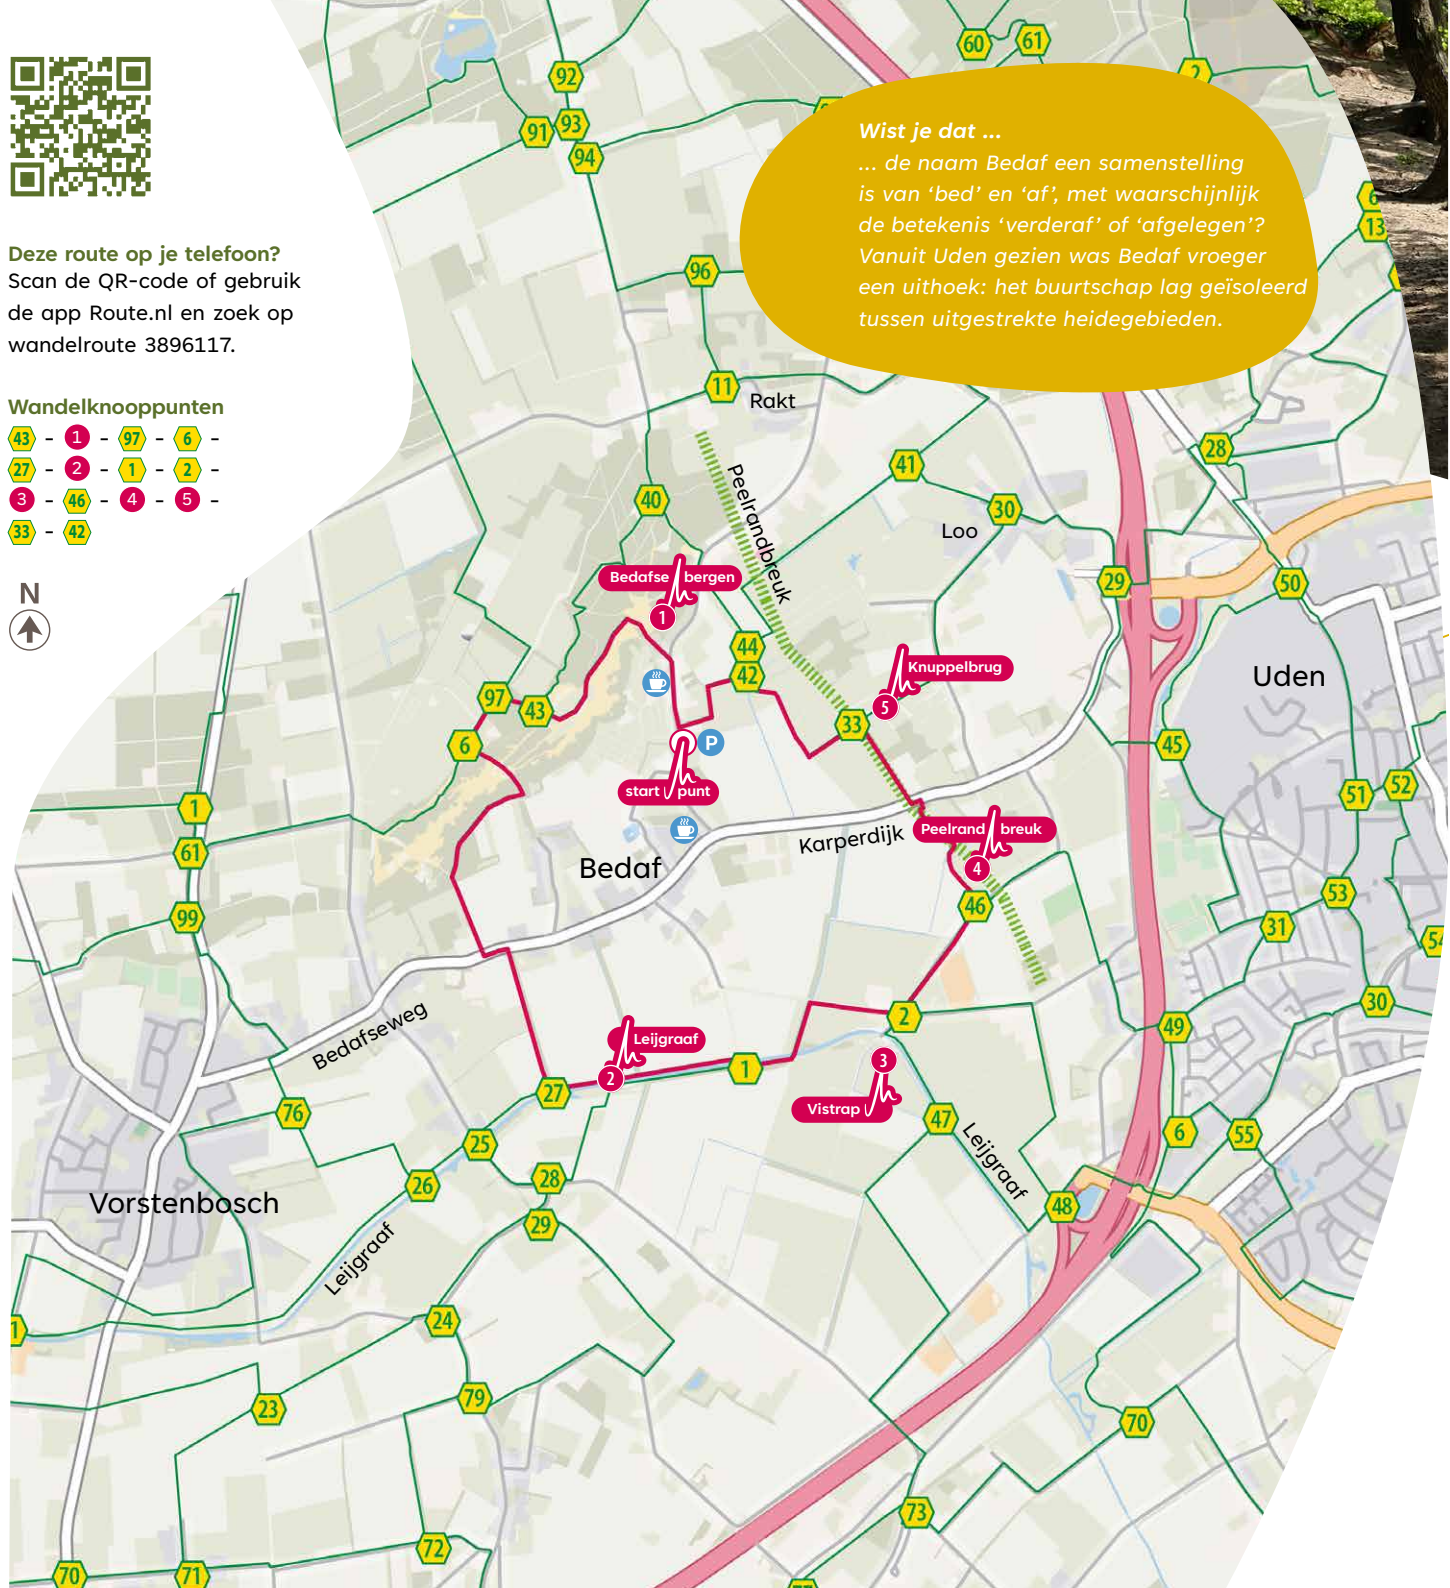 Deze route op je telefoon?
Scan de QR-code of gebruik
de app Route.nl en zoek op
wandelroute 3896117.
Wandelknooppunten
43 - 1 - 97 - 6 -
27 - 2 - 1 - 2 -
3 - 46 - 4 - 5 -
33 - 42
N
Wist je dat ...
... de naam Bedaf een samenstelling
is van ‘bed’ en ‘af’, met waarschijnlijk
de betekenis ‘verderaf’ of ‘afgelegen’?
Vanuit Uden gezien was Bedaf vroeger
een uithoek: het buurtschap lag geïsoleerd
tussen uitgestrekte heidegebieden.
60
61
2
92
91
93
94
13
96
11
Rakt
28
41
40
Peelrandbreuk
30
Loo
29
50
Bedafse bergen
1
44
42
Knuppelbrug
5
Uden
97
43
33
6
P
45
start punt
51
52
1
61
Karperdijk
Peelrand breuk
4
Bedaf
53
46
99
31
54
30
2
49
Bedafseweg
Leijgraaf
2
1
3
27
Vistrap
76
47
6
55
25
Leijgraaf
26
28
48
Vorstenbosch
29
Leijgraaf
24
79
23
70
73
72
70
71